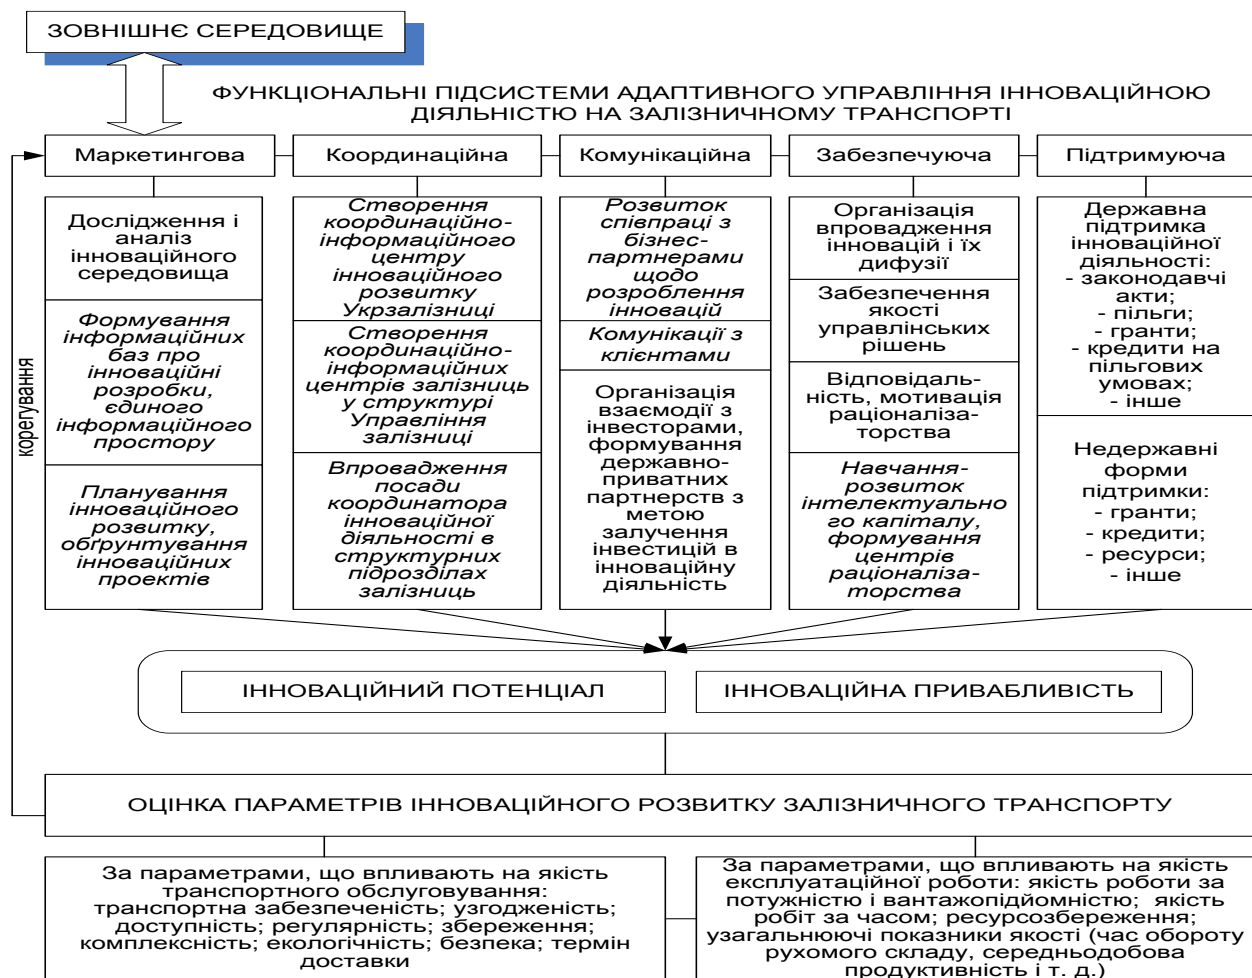 ЗОВНІШНЄ СЕРЕДОВИЩЕ
ФУНКЦІОНАЛЬНІ ПІДСИСТЕМИ АДАПТИВНОГО УПРАВЛІННЯ ІННОВАЦІЙНОЮ
ДІЯЛЬНІСТЮ НА ЗАЛІЗНИЧНОМУ ТРАНСПОРТІ
Маркетингова
Координаційна
Комунікаційна
Забезпечуюча
Підтримуюча
Дослідження і
аналіз
інноваційного
середовища
Формування
інформаційних
баз про
інноваційні
розробки,
єдиного
інформаційного
простору
Планування
інноваційного
розвитку,
обґрунтування
інноваційних
проектів
Створення
координаційно-
інформаційного
центру
інноваційного
розвитку
Укрзалізниці
Створення
координаційно-
інформаційних
центрів залізниць
у структурі
Управління
залізниці
Впровадження
посади
координатора
інноваційної
діяльності в
структурних
підрозділах
залізниць
Розвиток
співпраці з
бізнес-
партнерами
щодо
розроблення
інновацій
Комунікації з
клієнтами
Організація
взаємодії з
інвесторами,
формування
державно-
приватних
партнерств з
метою
залучення
інвестицій в
інноваційну
діяльність
Організація
впровадження
інновацій і їх
дифузії
Забезпечення
якості
управлінських
рішень
Відповідаль-
ність, мотивація
раціоналіза-
торства
Навчання-
розвиток
інтелектуально
го капіталу,
формування
центрів
раціоналіза-
торства
Державна
підтримка
інноваційної
діяльності:
- законодавчі
акти;
- пільги;
- гранти;
- кредити на
пільгових
умовах;
- інше
Недержавні
форми
підтримки:
- гранти;
- кредити;
- ресурси;
- інше
корегування
ІННОВАЦІЙНИЙ ПОТЕНЦІАЛ
ІННОВАЦІЙНА ПРИВАБЛИВІСТЬ
ОЦІНКА ПАРАМЕТРІВ ІННОВАЦІЙНОГО РОЗВИТКУ ЗАЛІЗНИЧНОГО ТРАНСПОРТУ
За параметрами, що впливають на якість
транспортного обслуговування:
транспортна забезпеченість; узгодженість;
доступність; регулярність; збереження;
комплексність; екологічність; безпека; термін
доставки
За параметрами, що впливають на якість
експлуатаційної роботи: якість роботи за
потужністю і вантажопідйомністю; якість
робіт за часом; ресурсозбереження;
узагальнюючі показники якості (час обороту
рухомого складу, середньодобова
продуктивність і т. д.)